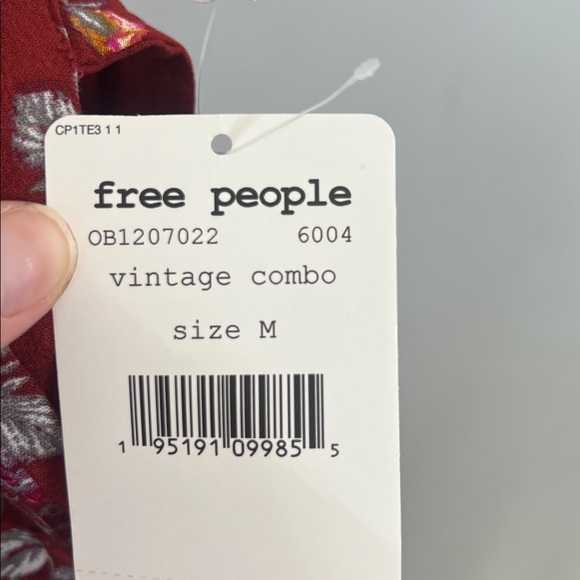 CP1TE3 1 1
free people
OB1207022 6004
vintage combo
size M
1 95191 09985 5